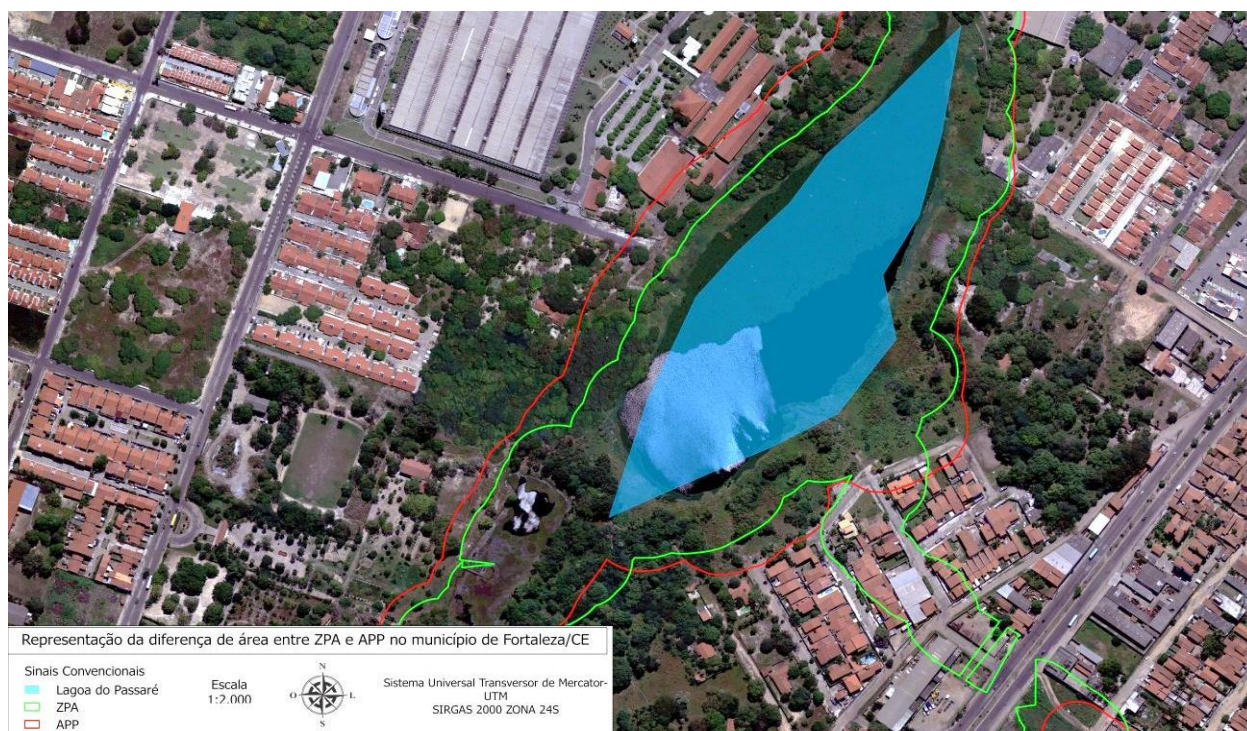 Representação da diferença de área entre ZPA e APP no município de Fortaleza/CE
Sinais Convencionais
Lagoa do Passaré
ZPA
APP
Escala
1:2.000
N
O
L
S
Sistema Universal Transversor de Mercator-
UTM
SIRGAS 2000 ZONA 24S